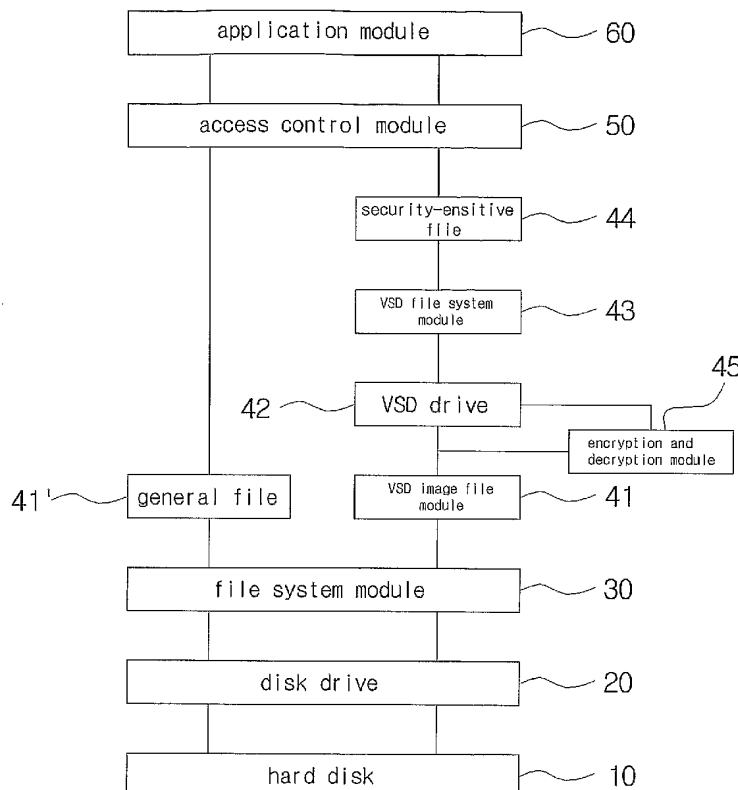 application module
60
access control module
50
security-ensitive
file
44
VSD file system
module
43
45
42
VSD drive
encryption and
decryption module
41'
general file
VSD image file
module
41
file system module
30
disk drive
20
hard disk
10